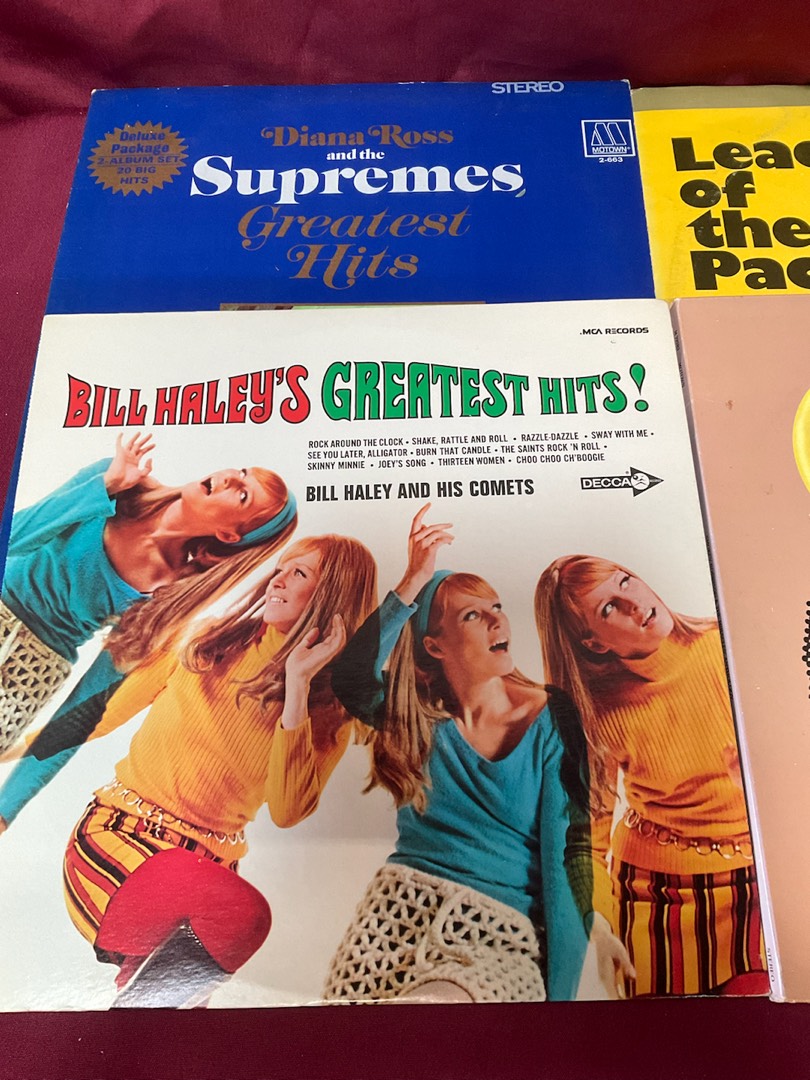 STEREO
Deluxe
Package
2-ALBUM SET
20 BIG
HITS
Diana Ross
and the
Supremes
Greatest
Hits
MOTOWN®
2-663
Lea
of
the
Pac
.MCA RECORDS
BILL HALEY'S GREATEST HITS!
ROCK AROUND THE CLOCK • SHAKE, RATTLE AND ROLL • RAZZLE-DAZZLE • SWAY WITH ME •
SEE YOU LATER, ALLIGATOR • BURN THAT CANDLE • THE SAINTS ROCK 'N ROLL •
SKINNY MINNIE • JOEY'S SONG • THIRTEEN WOMEN • CHOO CHOO CH'BOOGIE
BILL HALEY AND HIS COMETS
DECCA
STEREO